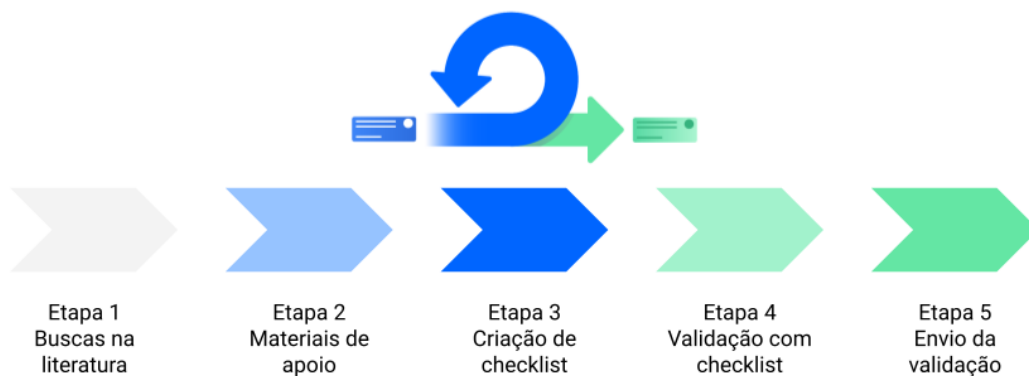 Etapa 1
Buscas na
literatura
Etapa 2
Materiais de
apoio
Etapa 3
Criação de
checklist
Etapa 4
Validação com
checklist
Etapa 5
Envio da
validação